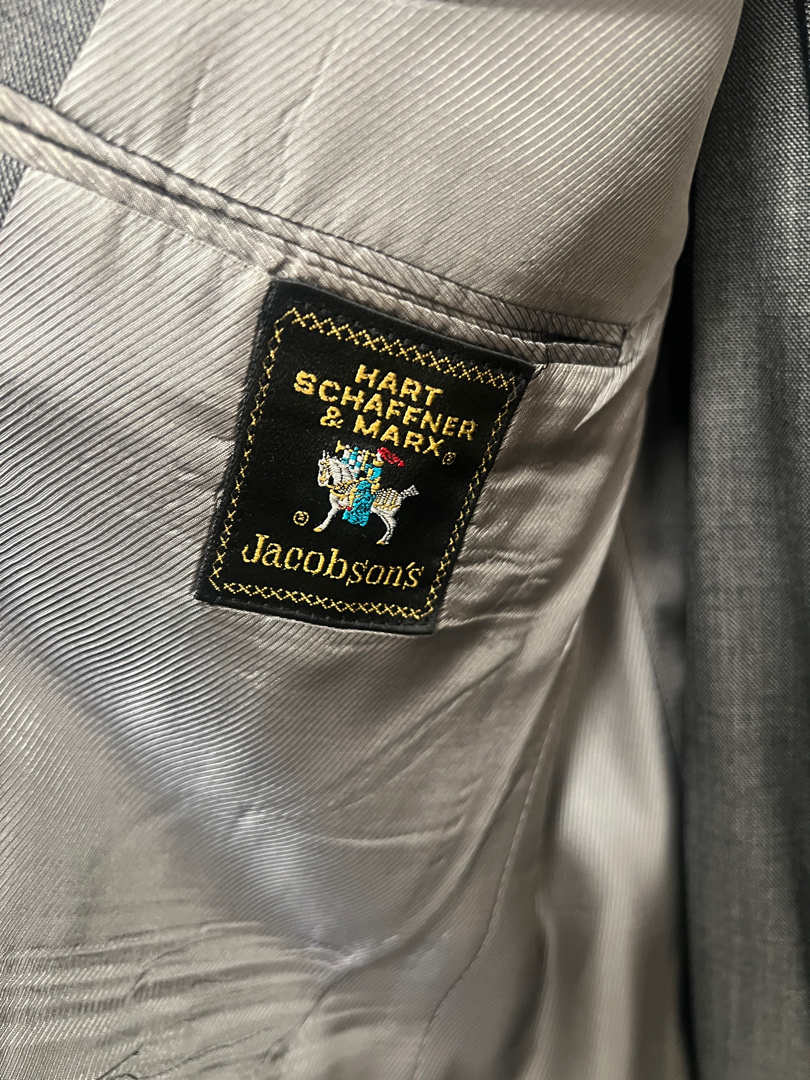 HART
SCHAFFNER
& MARX®
®
Jacobson's